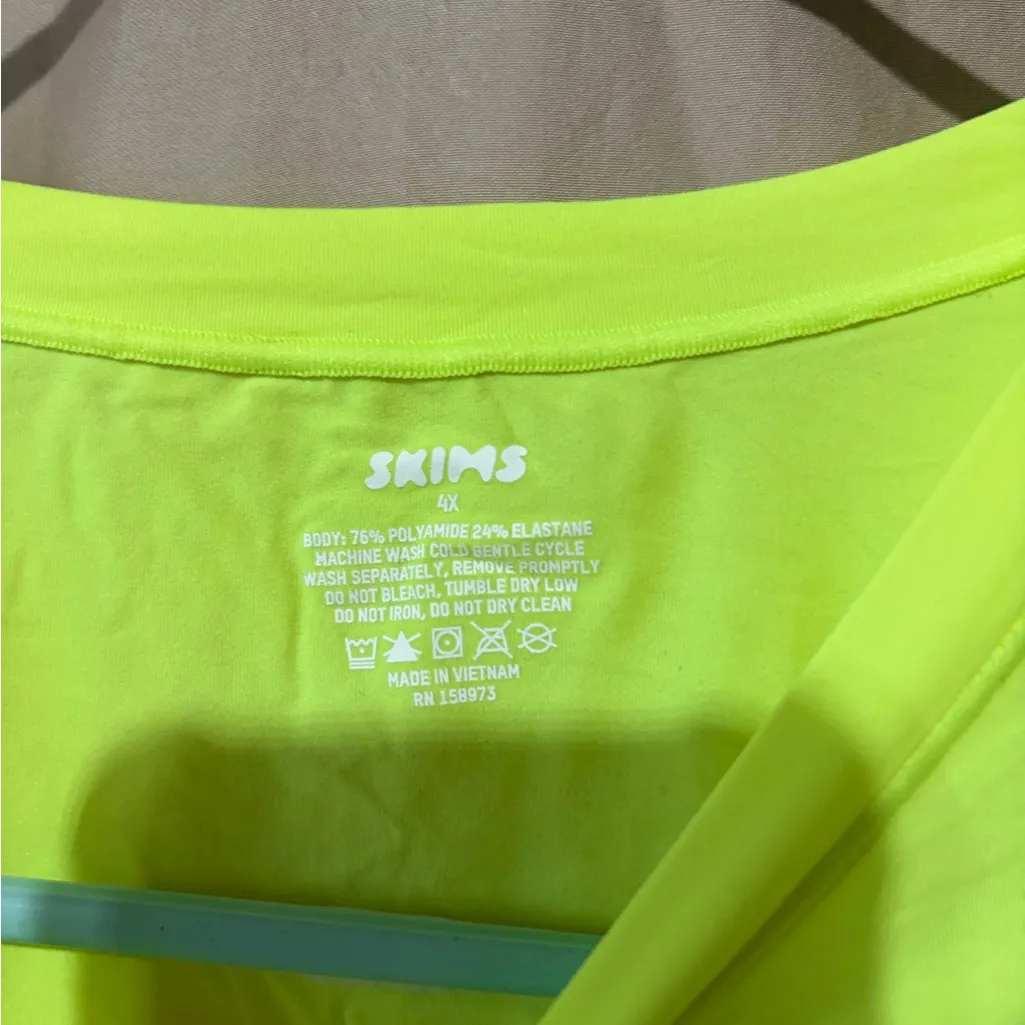 SKIMS
4X
BODY: 76% POLYAMIDE 24% ELASTANE
MACHINE WASH COLD GENTLE CYCLE
WASH SEPARATELY, REMOVE PROMPTLY
DO NOT BLEACH, TUMBLE DRY LOW
DO NOT IRON, DO NOT DRY CLEAN
MADE IN VIETNAM
RN 158973